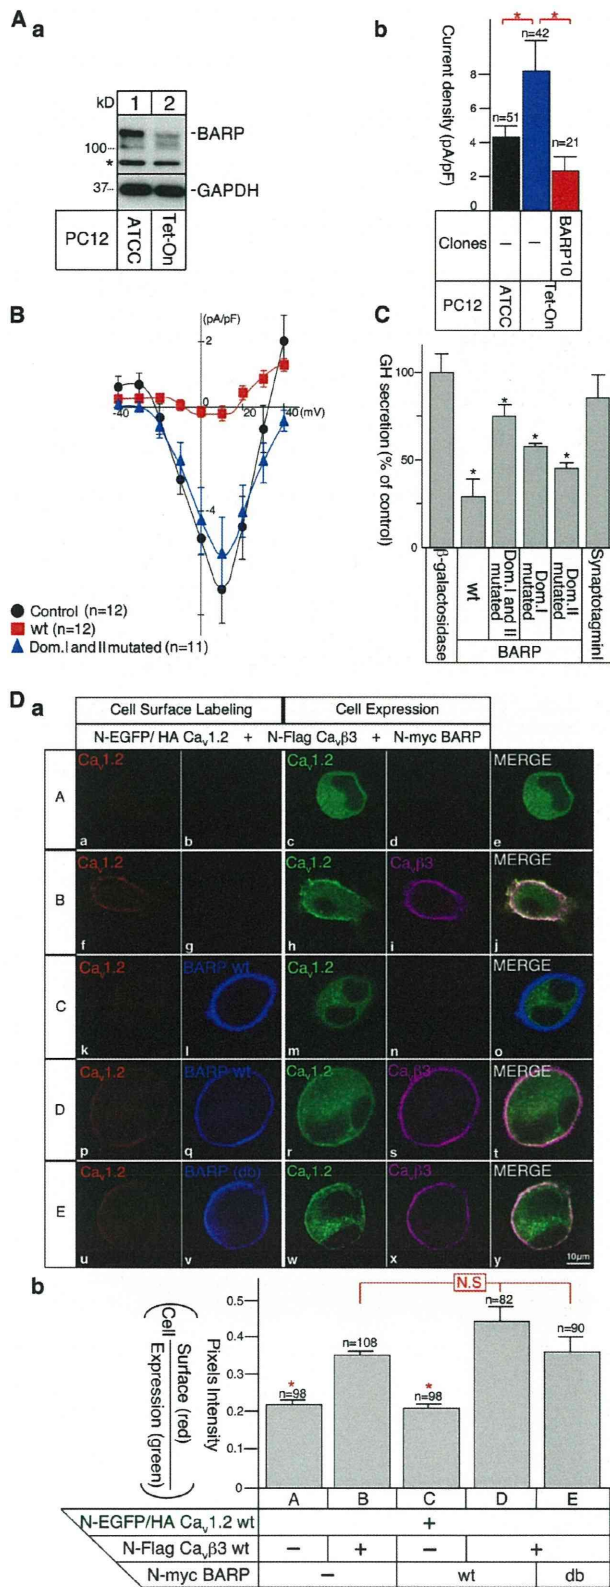 A
a
kD
1
2
-BARP
100
*
37
-GAPDH
PC12
ATCC
Tet-On
b
Current density (pA/pF)
*
*
n=42
8
n=51
6
4
n=21
2
0
Clones
–
–
BARP10
PC12
ATCC
Tet-On
B
(pA/pF)
2
-40
0
20
40 (mV)
-4
Control (n=12)
wt (n=12)
Dom.I and II mutated (n=11)
C
GH secretion (% of control)
100
50
0
*
*
*
*
β-galactosidase
wt
Dom.I and II mutated
Dom.I mutated
Dom.II mutated
SynaptotagminI
BARP
D
a
Cell Surface Labeling
Cell Expression
N-EGFP/ HA Cav1.2 + N-Flag Cavβ3 + N-myc BARP
A
Cav1.2
Cav1.2
MERGE
a
b
c
d
e
B
Cav1.2
Cav1.2
Cavβ3
MERGE
f
g
h
i
j
C
Cav1.2
BARP wt
Cav1.2
MERGE
k
l
m
n
o
D
Cav1.2
BARP wt
Cav1.2
Cavβ3
MERGE
p
q
r
s
t
E
Cav1.2
BARP (db)
Cav1.2
Cavβ3
MERGE
u
v
w
x
y
10µm
b
Surface (red)
Cell
Expression (green)
Pixels Intensity
0.5
0.4
0.3
0.2
0.1
0
N.S
*
n=98
n=108
*
n=98
n=82
n=90
A
B
C
D
E
N-EGFP/HA Cav1.2 wt
+
N-Flag Cavβ3 wt
–
+
–
+
N-myc BARP
–
wt
db